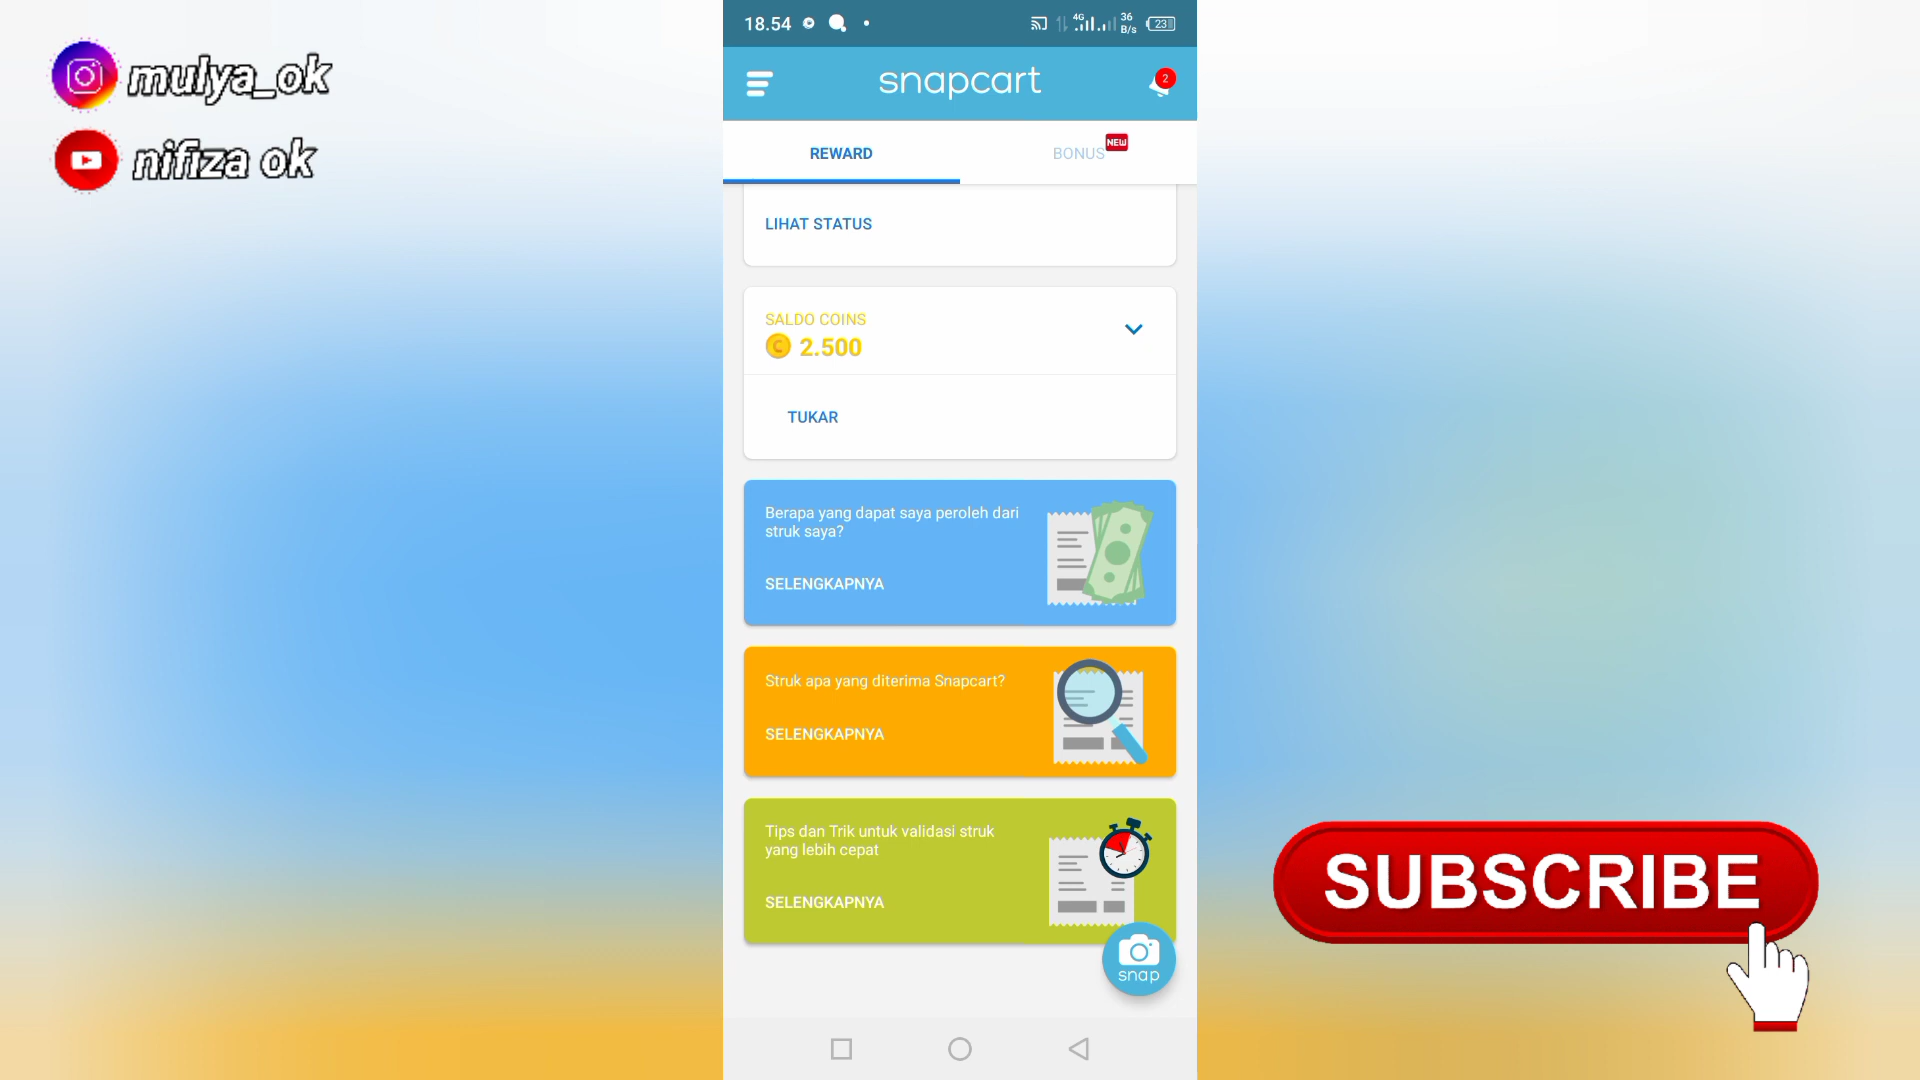 mulya_ok
nifiza ok
18.54
4G
36
B/s
23
snapcart
2
REWARD
BONUS
NEW
LIHAT STATUS
SALDO COINS
C 2.500
TUKAR
Berapa yang dapat saya peroleh dari
struk saya?
SELENGKAPNYA
Struk apa yang diterima Snapcart?
SELENGKAPNYA
Tips dan Trik untuk validasi struk
yang lebih cepat
SELENGKAPNYA
snap
SUBSCRIBE